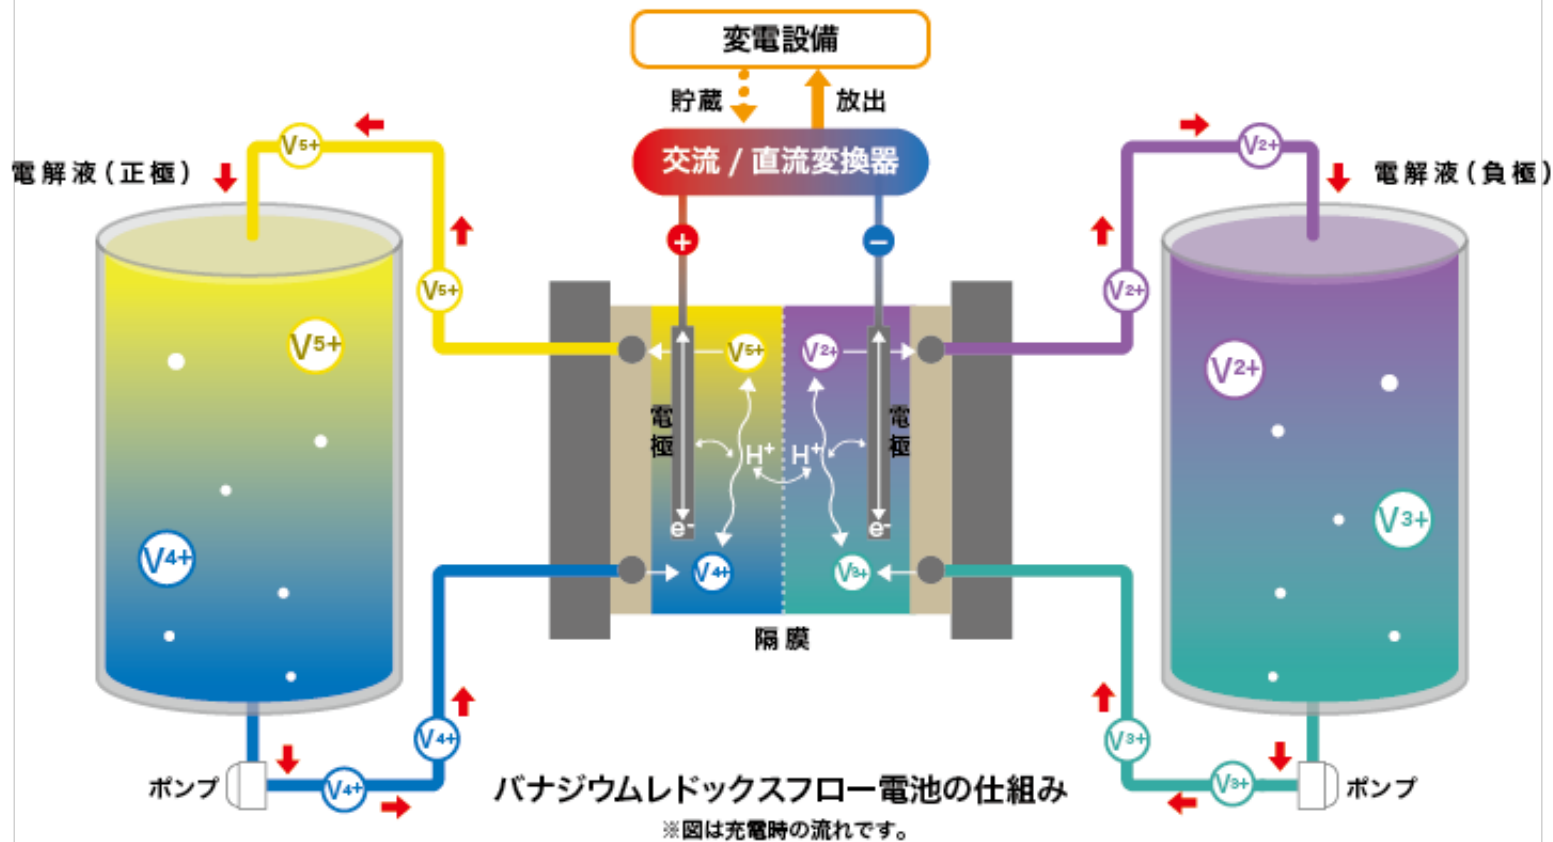 変電設備
貯蔵
放出
交流 / 直流変換器
電解液(正極)
電解液(負極)
V5+
V5+
V5+
V4+
V4+
V4+
+
−
V5+
V2+
電極
電極
H+
H+
e-
e-
V4+
V3+
隔膜
V2+
V2+
V2+
V3+
V3+
V3+
ポンプ
ポンプ
バナジウムレドックスフロー電池の仕組み
※図は充電時の流れです。